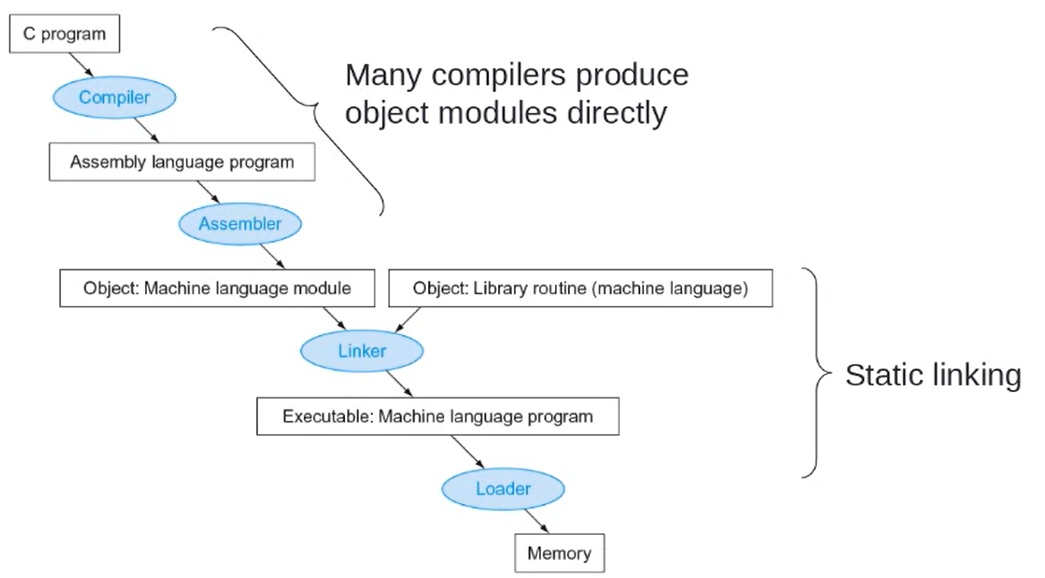 C program
Many compilers produce
object modules directly
Compiler
Assembly language program
Assembler
Object: Machine language module
Object: Library routine (machine language)
Linker
Static linking
Executable: Machine language program
Loader
Memory